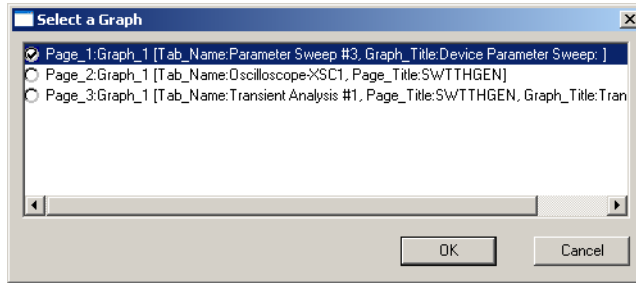 Select a Graph
Page_1:Graph_1 [Tab_Name:Parameter Sweep #3, Graph_Title:Device Parameter Sweep: ]
Page_2:Graph_1 [Tab_Name:Oscilloscope-XSC1, Page_Title:SWTTHGEN]
Page_3:Graph_1 [Tab_Name:Transient Analysis #1, Page_Title:SWTTHGEN, Graph_Title:Tran
OK
Cancel